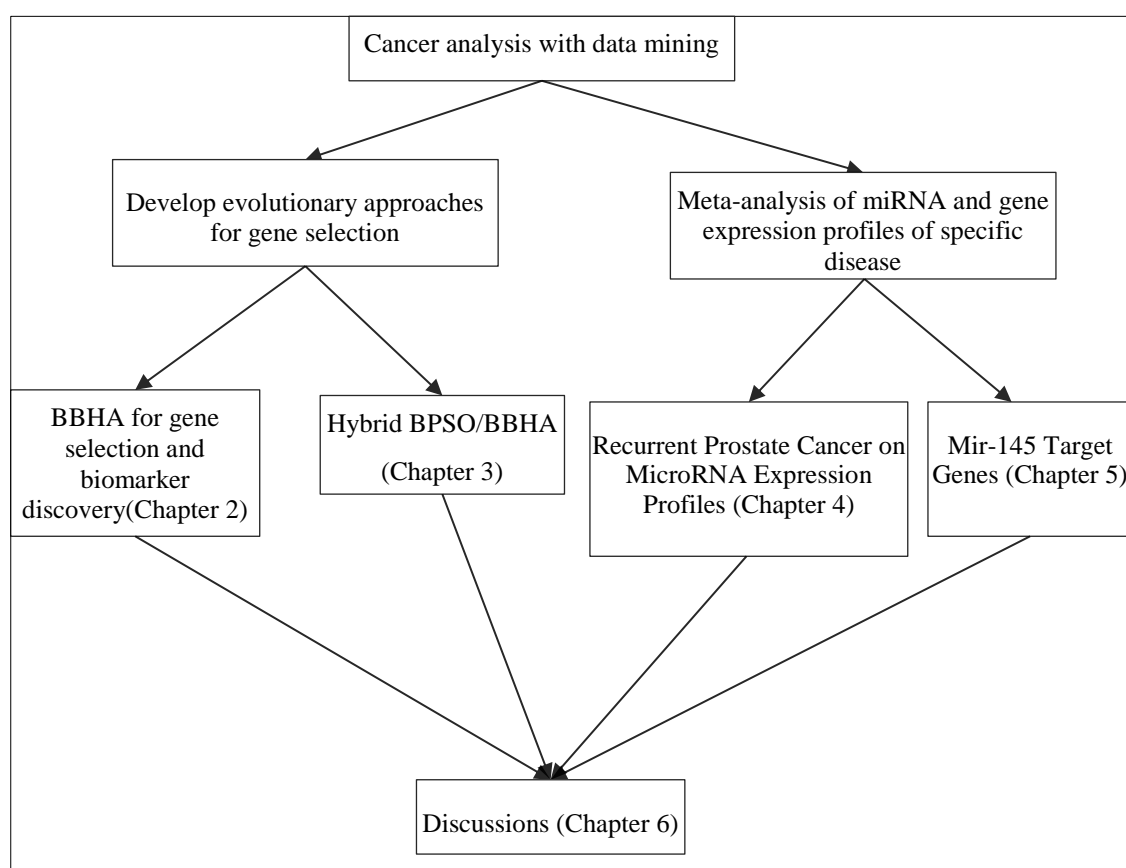 Cancer analysis with data mining
Develop evolutionary approaches
for gene selection
Meta-analysis of miRNA and gene
expression profiles of specific
disease
BBHA for gene
selection and
biomarker
discovery(Chapter 2)
Hybrid BPSO/BBHA
(Chapter 3)
Recurrent Prostate Cancer on
MicroRNA Expression
Profiles (Chapter 4)
Mir-145 Target
Genes (Chapter 5)
Discussions (Chapter 6)